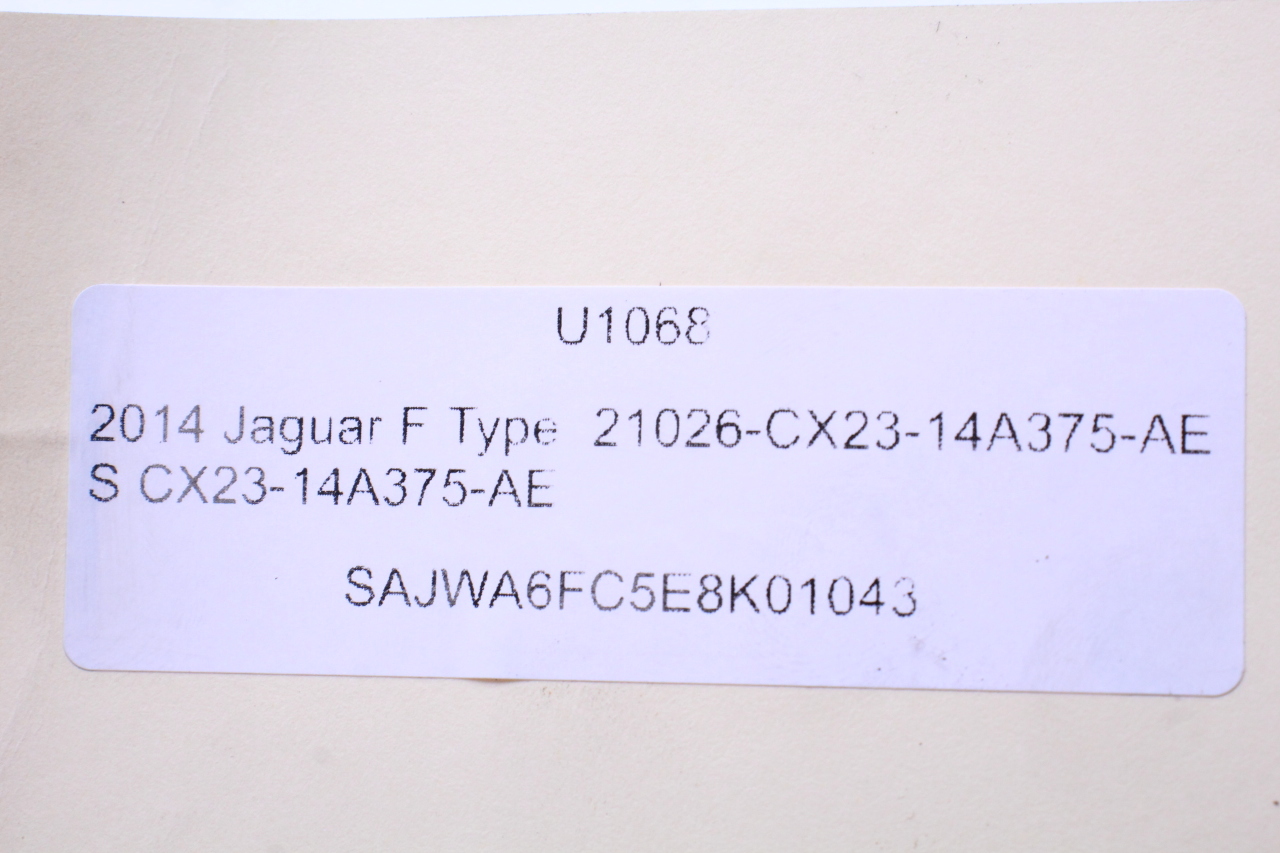 U1068
2014 Jaguar F Type 21026-CX23-14A375-AE
S CX23-14A375-AE
SAJWA6FC5E8K01043